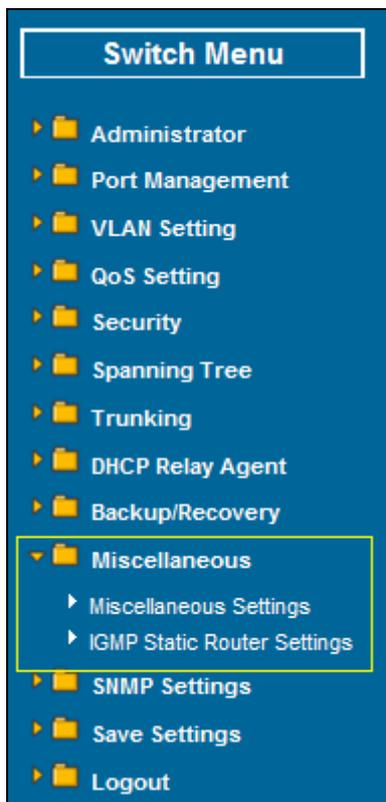 Switch Menu
Administrator
Port Management
VLAN Setting
QoS Setting
Security
Spanning Tree
Trunking
DHCP Relay Agent
Backup/Recovery
Miscellaneous
Miscellaneous Settings
IGMP Static Router Settings
SNMP Settings
Save Settings
Logout